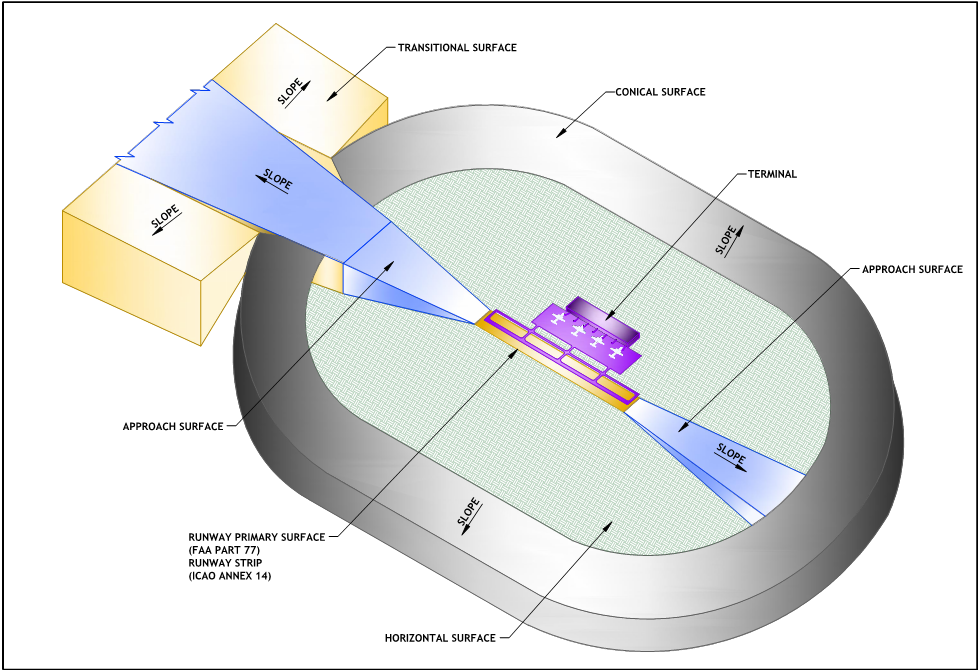 TRANSITIONAL SURFACE
SLOPE
CONICAL SURFACE
SLOPE
TERMINAL
SLOPE
SLOPE
APPROACH SURFACE
APPROACH SURFACE
SLOPE
SLOPE
RUNWAY PRIMARY SURFACE
(FAA PART 77)
RUNWAY STRIP
(ICAO ANNEX 14)
HORIZONTAL SURFACE